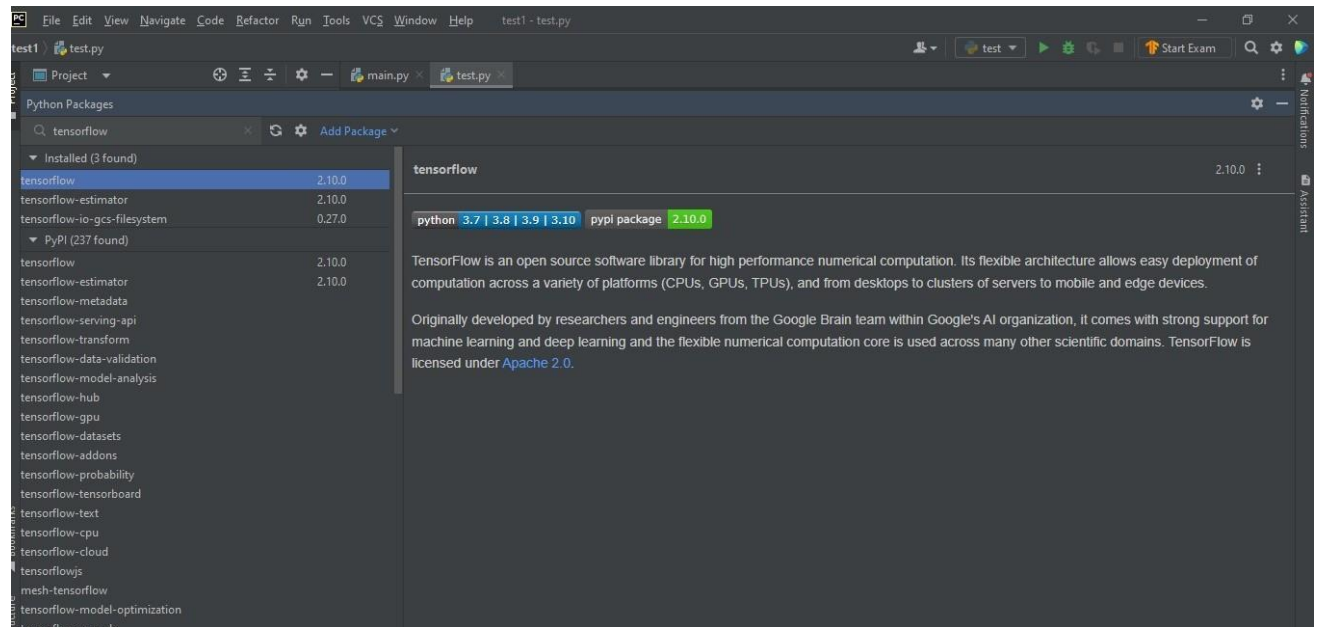 PC File Edit View Navigate Code Refactor Run Tools VCS Window Help test1 - test.py
test1 test.py test Start Exam
Project main.py test.py
Project
Python Packages
Notifications
tensorflow Add Package
Installed (3 found)
tensorflow 2.10.0
tensorflow 2.10.0
tensorflow-estimator 2.10.0
Assistant
tensorflow-io-gcs-filesystem 0.27.0
python 3.7 | 3.8 | 3.9 | 3.10 pypi package 2.10.0
PyPI (237 found)
tensorflow 2.10.0
tensorflow-estimator 2.10.0
tensorflow-metadata
tensorflow-serving-api
tensorflow-transform
tensorflow-data-validation
tensorflow-model-analysis
tensorflow-hub
tensorflow-gpu
tensorflow-datasets
tensorflow-addons
tensorflow-probability
tensorflow-tensorboard
tensorflow-text
tensorflow-cpu
tensorflow-cloud
tensorflowjs
mesh-tensorflow
tensorflow-model-optimization
TensorFlow is an open source software library for high performance numerical computation. Its flexible architecture allows easy deployment of
computation across a variety of platforms (CPUs, GPUs, TPUs), and from desktops to clusters of servers to mobile and edge devices.
Originally developed by researchers and engineers from the Google Brain team within Google's AI organization, it comes with strong support for
machine learning and deep learning and the flexible numerical computation core is used across many other scientific domains. TensorFlow is
licensed under Apache 2.0.